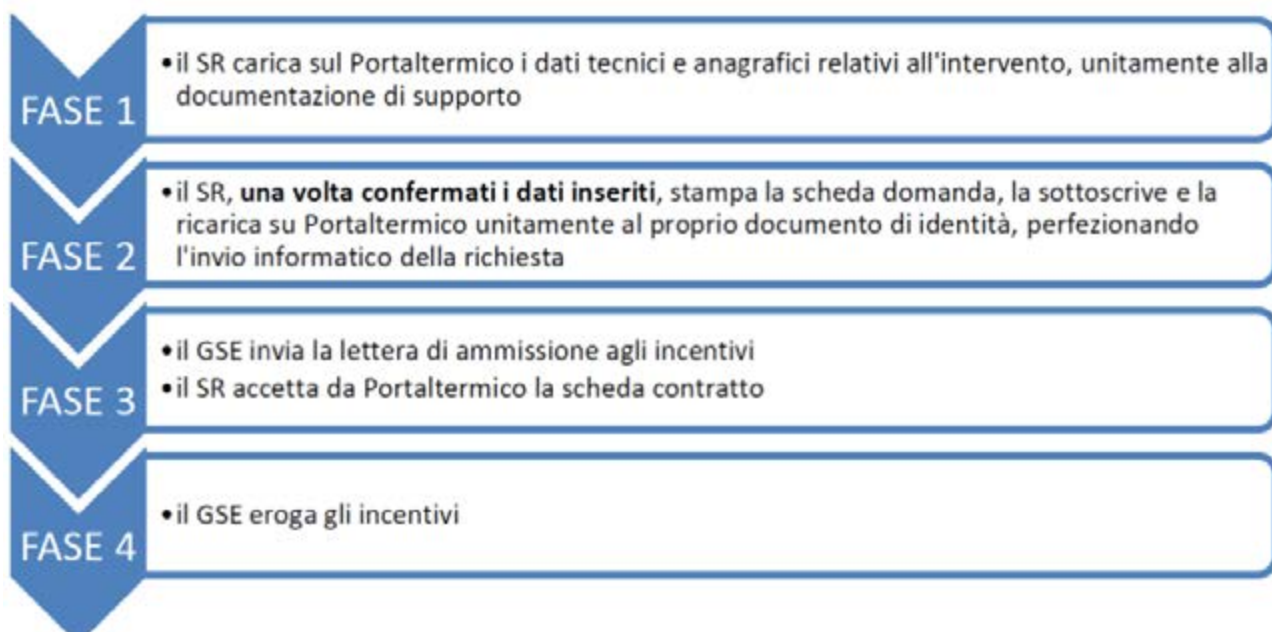 FASE 1
•il SR carica sul Portaltermico i dati tecnici e anagrafici relativi all'intervento, unitamente alla
documentazione di supporto
FASE 2
•il SR, una volta confermati i dati inseriti, stampa la scheda domanda, la sottoscrive e la
ricarica su Portaltermico unitamente al proprio documento di identità, perfezionando
l'invio informatico della richiesta
FASE 3
•il GSE invia la lettera di ammissione agli incentivi
•il SR accetta da Portaltermico la scheda contratto
FASE 4
•il GSE eroga gli incentivi